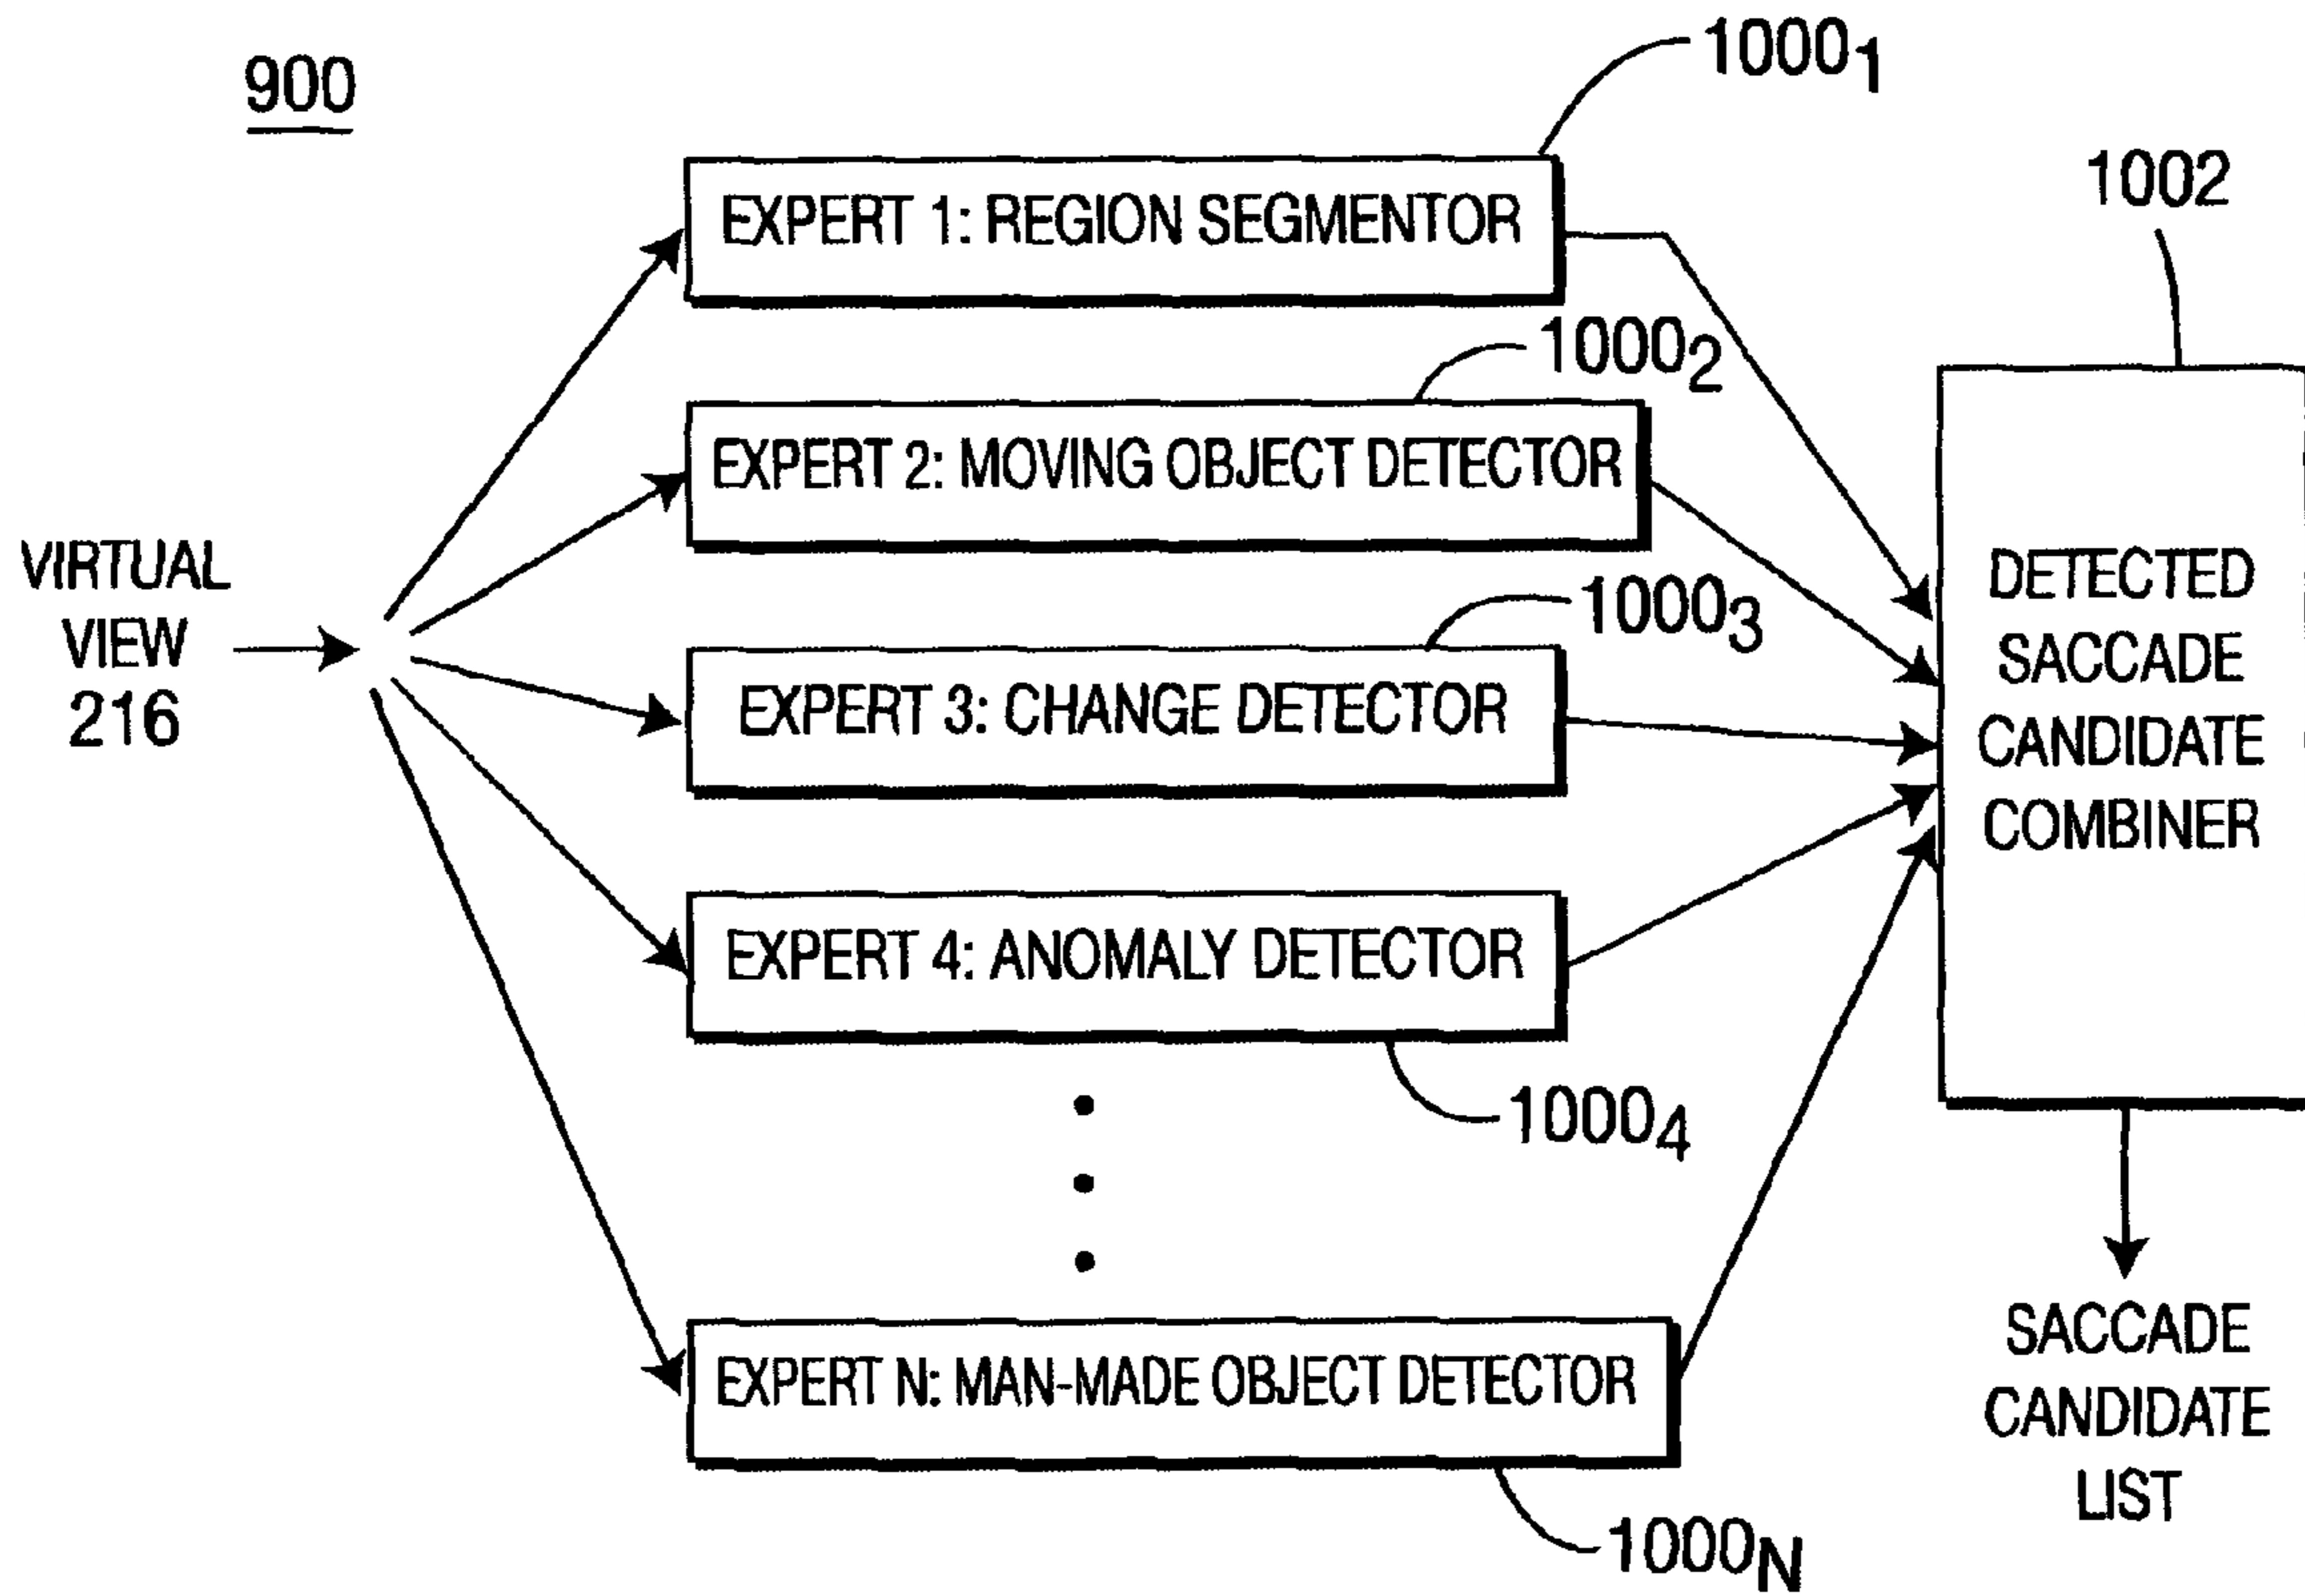 900
1000₁
EXPERT 1: REGION SEGMENTOR
1002
1000₂
EXPERT 2: MOVING OBJECT DETECTOR
VIRTUAL
VIEW
216
1000₃
EXPERT 3: CHANGE DETECTOR
DETECTED
SACCADE
CANDIDATE
COMBINER
EXPERT 4: ANOMALY DETECTOR
1000₄
EXPERT N: MAN-MADE OBJECT DETECTOR
1000N
SACCADE
CANDIDATE
LIST